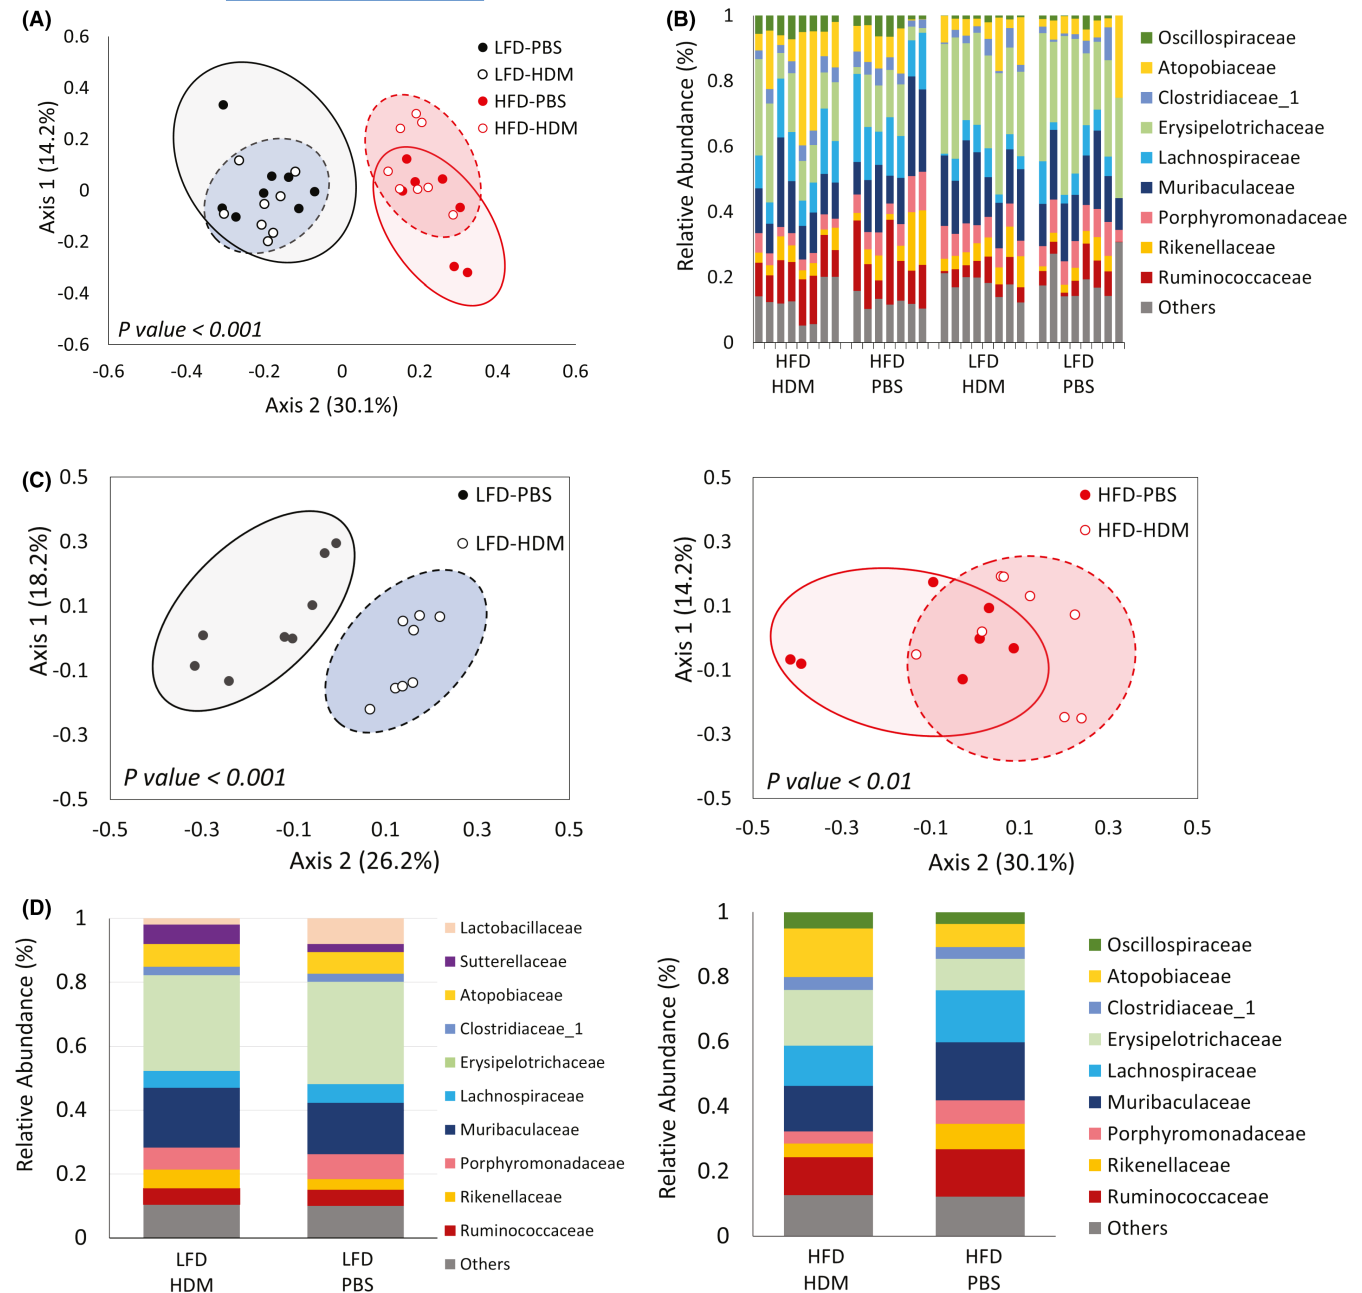 (A)
0.6
0.4
0.2
0
-0.2
-0.4
-0.6
Axis 1 (14.2%)
LFD-PBS
LFD-HDM
HFD-PBS
HFD-HDM
P value < 0.001
-0.6 -0.4 -0.2 0 0.2 0.4 0.6
Axis 2 (30.1%)
(B)
1
0.8
0.6
0.4
0.2
0
Relative Abundance (%)
HFD HFD LFD LFD
HDM PBS HDM PBS
Oscillospiraceae
Atopobiaceae
Clostridiaceae_1
Erysipelotrichaceae
Lachnospiraceae
Muribaculaceae
Porphyromonadaceae
Rikenellaceae
Ruminococcaceae
Others
(C)
0.5
0.3
0.1
-0.1
-0.3
-0.5
Axis 1 (18.2%)
LFD-PBS
LFD-HDM
P value < 0.001
-0.5 -0.3 -0.1 0.1 0.3 0.5
Axis 2 (26.2%)
0.5
0.3
0.1
-0.1
-0.3
-0.5
Axis 1 (14.2%)
HFD-PBS
HFD-HDM
P value < 0.01
-0.5 -0.3 -0.1 0.1 0.3 0.5
Axis 2 (30.1%)
(D)
1
0.8
0.6
0.4
0.2
0
Relative Abundance (%)
LFD LFD
HDM PBS
Lactobacillaceae
Sutterellaceae
Atopobiaceae
Clostridiaceae_1
Erysipelotrichaceae
Lachnospiraceae
Muribaculaceae
Porphyromonadaceae
Rikenellaceae
Ruminococcaceae
Others
1
0.8
0.6
0.4
0.2
0
Relative Abundance (%)
HFD HFD
HDM PBS
Oscillospiraceae
Atopobiaceae
Clostridiaceae_1
Erysipelotrichaceae
Lachnospiraceae
Muribaculaceae
Porphyromonadaceae
Rikenellaceae
Ruminococcaceae
Others